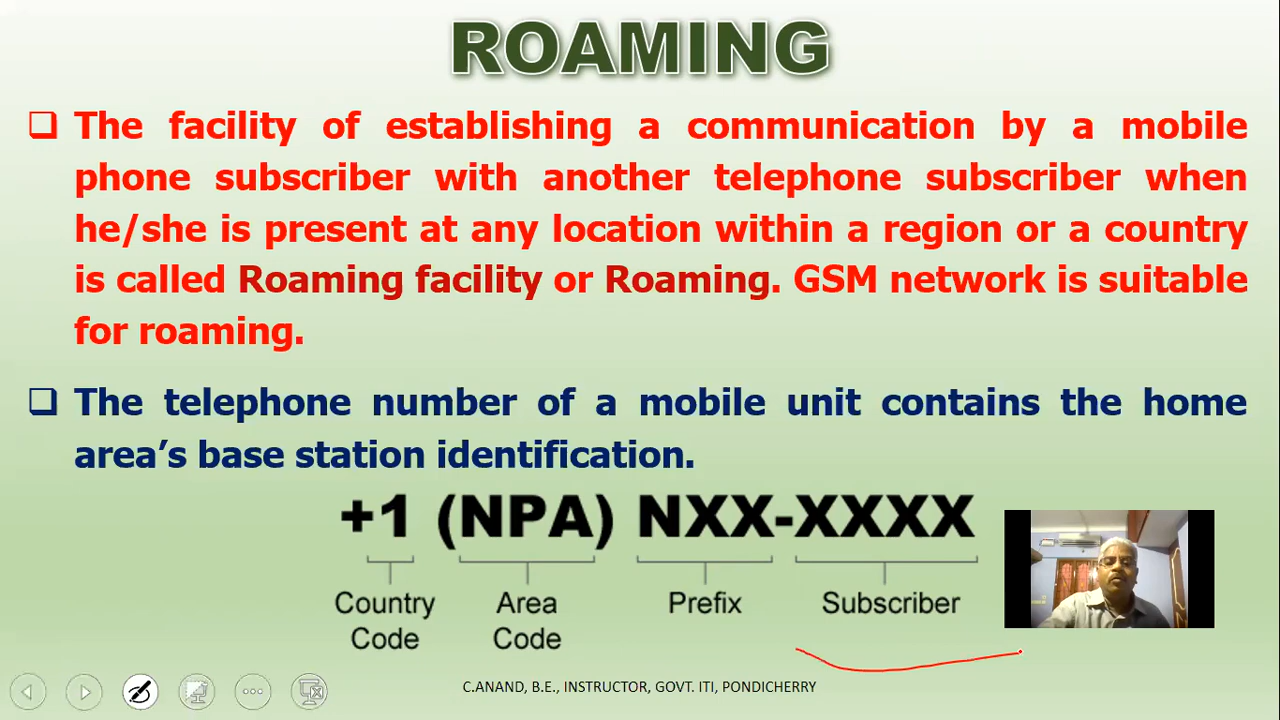 ROAMING
❑ The facility of establishing a communication by a mobile
phone subscriber with another telephone subscriber when
he/she is present at any location within a region or a country
is called Roaming facility or Roaming. GSM network is suitable
for roaming.
❑ The telephone number of a mobile unit contains the home
area’s base station identification.
+1 (NPA) NXX-XXXX
Country Code
Area Code
Prefix
Subscriber
C.ANAND, B.E., INSTRUCTOR, GOVT. ITI, PONDICHERRY